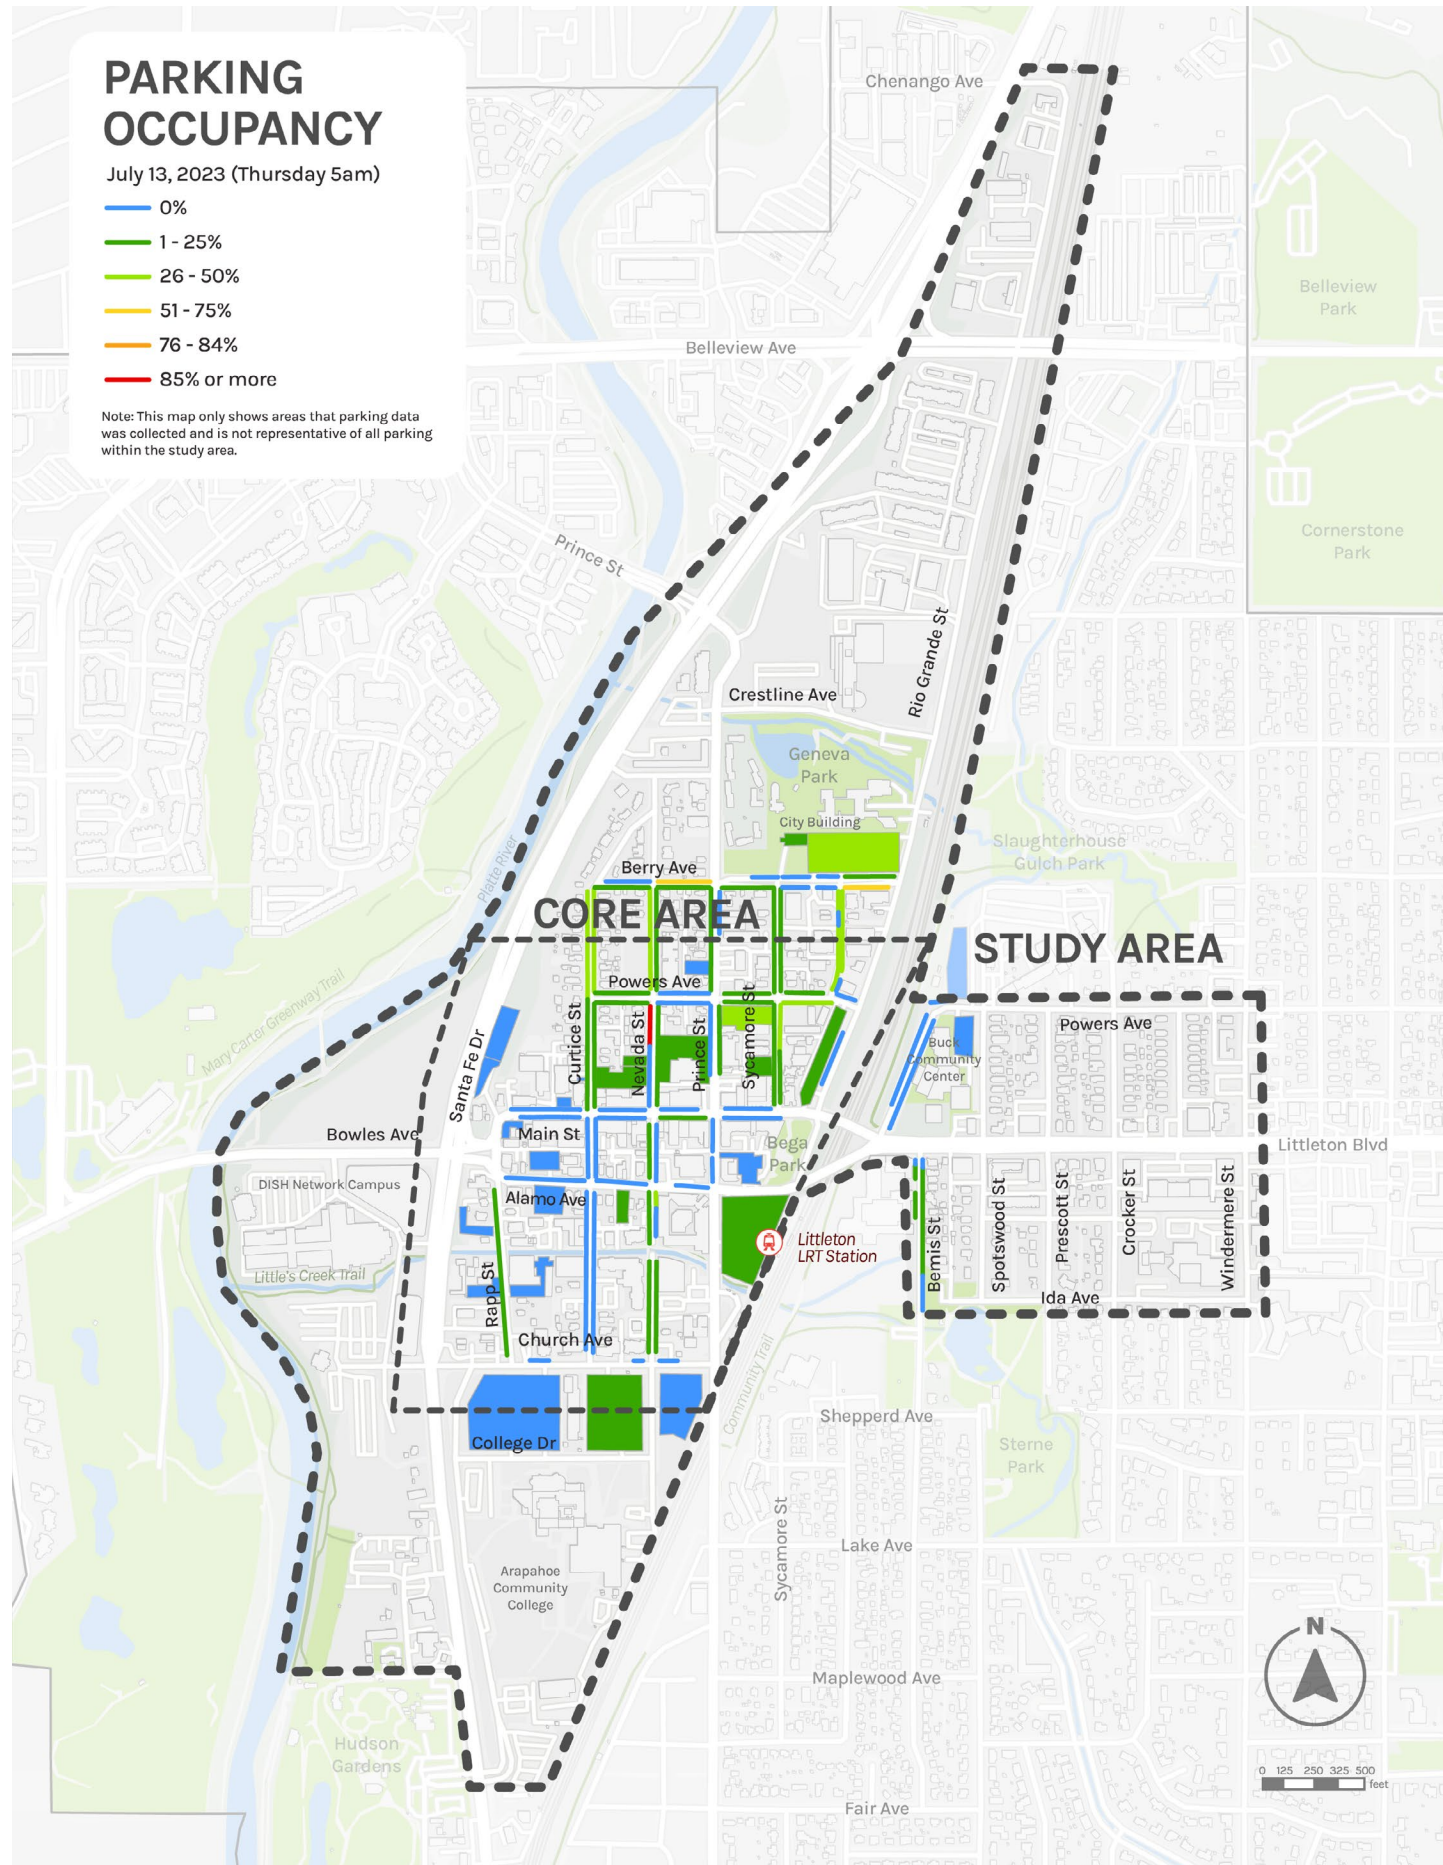 PARKING
OCCUPANCY
July 13, 2023 (Thursday 5am)
0%
1 - 25%
26 - 50%
51 - 75%
76 - 84%
85% or more
Note: This map only shows areas that parking data
was collected and is not representative of all parking
within the study area.
Chenango Ave
Belleview
Park
Belleview Ave
Cornerstone
Park
Prince St
Rio Grande St
Crestline Ave
Geneva
Park
City Building
Slaughterhouse
Gulch Park
Platte River
Berry Ave
CORE AREA
STUDY AREA
Mary Carter Greenway Trail
Powers Ave
Powers Ave
Santa Fe Dr
Curtice St
Nevada St
Prince St
Sycamore St
Buck
Community
Center
Bowles Ave
Main St
Bega
Park
Littleton Blvd
DISH Network Campus
Alamo Ave
Littleton
LRT Station
Bemis St
Spotswood St
Prescott St
Crocker St
Windermere St
Little's Creek Trail
Rapp St
Ida Ave
Church Ave
Community Trail
Shepperd Ave
College Dr
Sterne
Park
Sycamore St
Lake Ave
Arapahoe
Community
College
N
Maplewood Ave
Hudson
Gardens
0 125 250 325 500
feet
Fair Ave